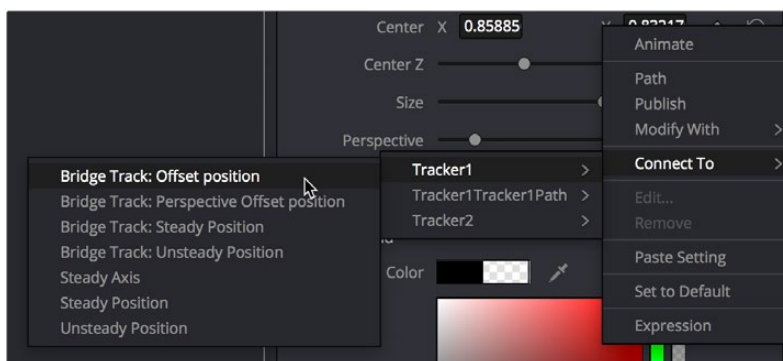 Center X 0.85885 Y 0.83217
Center Z
Size
Perspective
Color
Animate
Path
Publish
Modify With >
Connect To >
Edit...
Remove
Paste Setting
Set to Default
Expression
Tracker1 >
Tracker1Tracker1Path >
Tracker2 >
Bridge Track: Offset position
Bridge Track: Perspective Offset position
Bridge Track: Steady Position
Bridge Track: Unsteady Position
Steady Axis
Steady Position
Unsteady Position